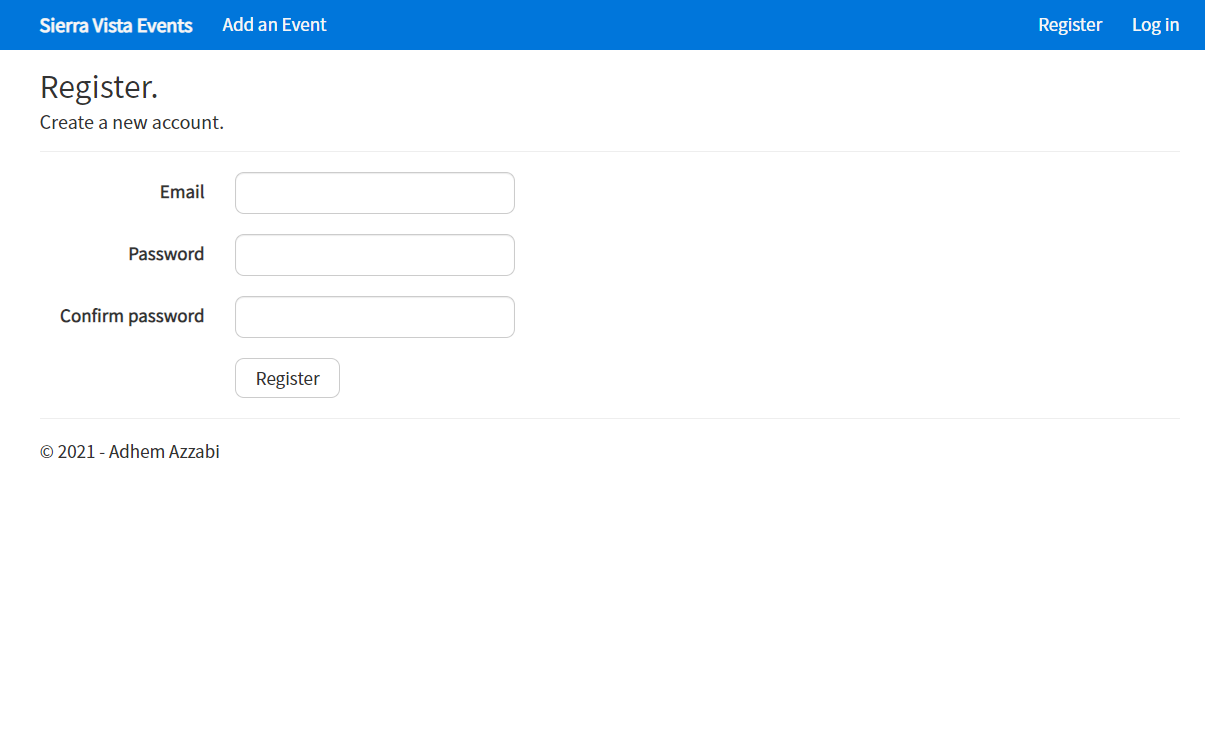 Sierra Vista Events Add an Event Register Log in
Register.
Create a new account.
Email
Password
Confirm password
Register
© 2021 - Adhem Azzabi